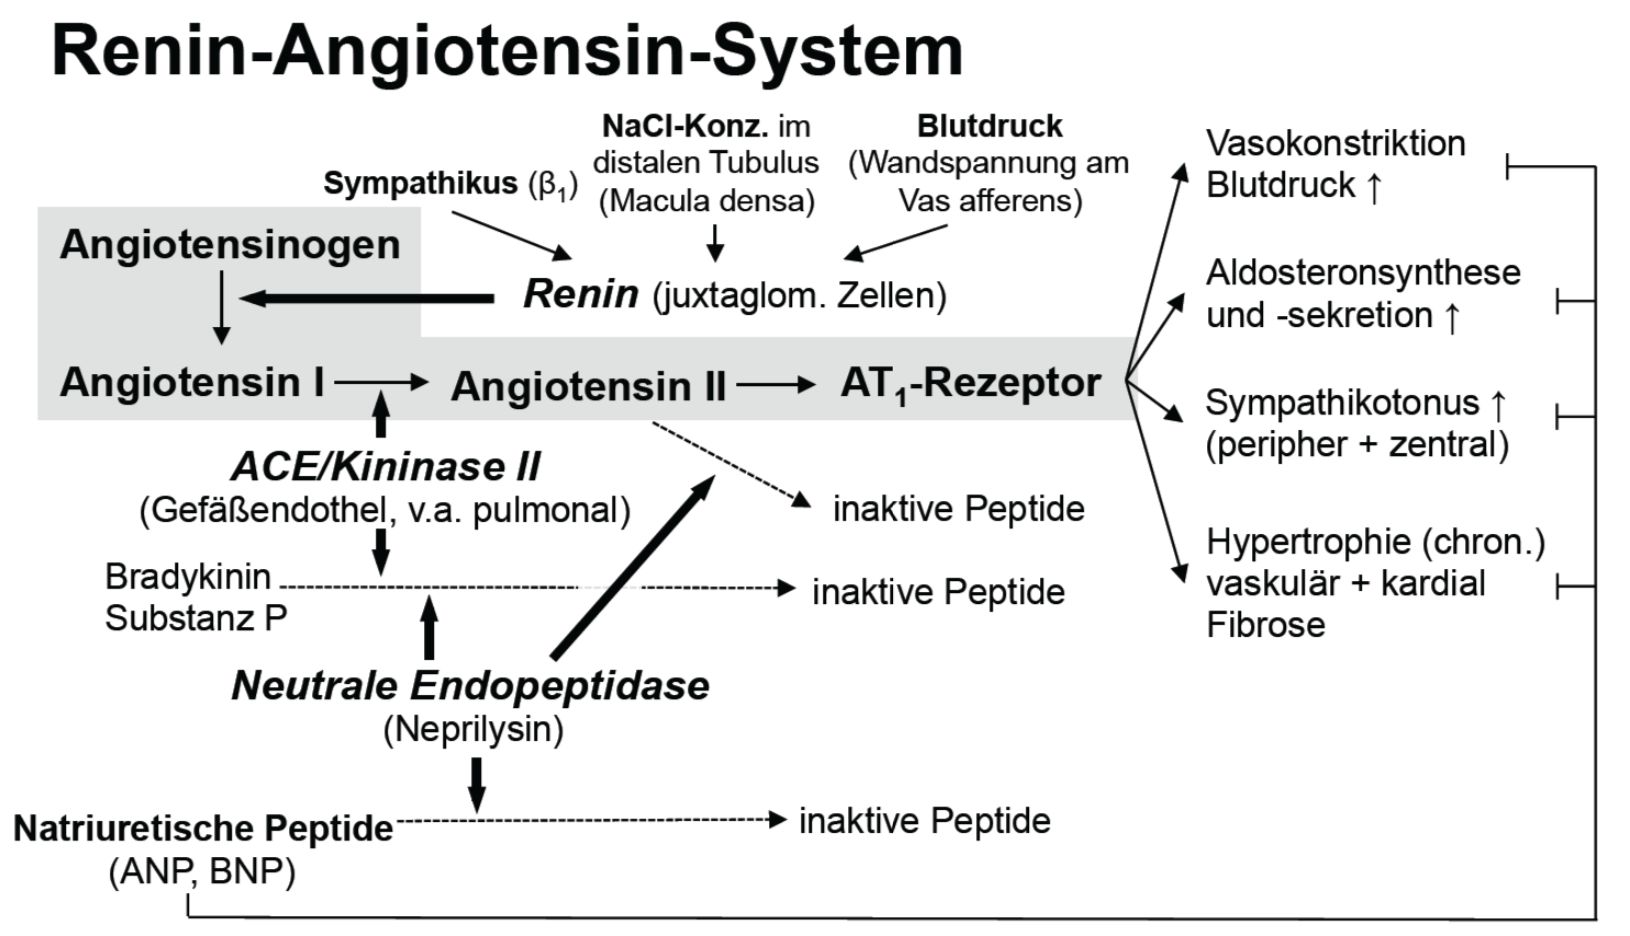 Renin-Angiotensin-System
Sympathikus (β₁)
NaCl-Konz. im
distalen Tubulus
(Macula densa)
Blutdruck
(Wandspannung am
Vas afferens)
Angiotensinogen
Renin (juxtaglom. Zellen)
Angiotensin I
Angiotensin II
AT₁-Rezeptor
Vasokonstriktion
Blutdruck ↑
Aldosteronsynthese
und -sekretion ↑
Sympathikotonus ↑
(peripher + zentral)
Hypertrophie (chron.)
vaskulär + kardial
Fibrose
ACE/Kininase II
(Gefäßendothel, v.a. pulmonal)
inaktive Peptide
Bradykinin
Substanz P
inaktive Peptide
Neutrale Endopeptidase
(Neprilysin)
Natriuretische Peptide
(ANP, BNP)
inaktive Peptide